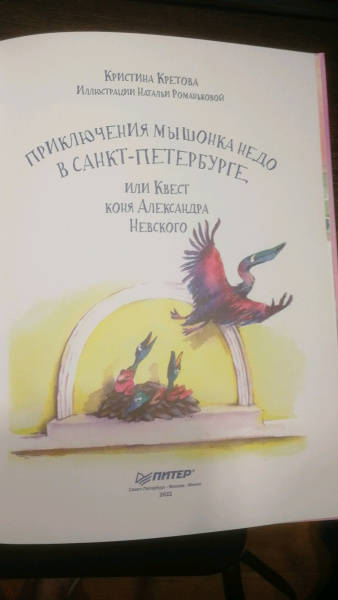 Кристина Кретова
Иллюстрации Натальи Романьковой
ПРИКЛЮЧЕНИЯ МЫШОНКА НЕДО
В САНКТ-ПЕТЕРБУРГЕ,
ИЛИ КВЕСТ
КОНЯ АЛЕКСАНДРА
НЕВСКОГО
ПИТЕР®
Санкт-Петербург • Москва • Минск
2022